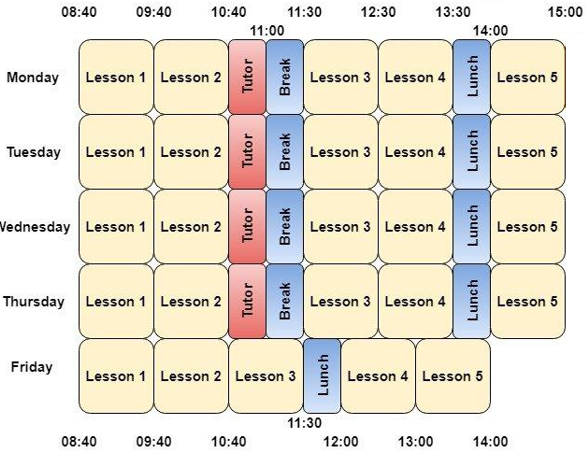 08:40 09:40 10:40 11:30 12:30 13:30 15:00
11:00 14:00
Monday Lesson 1 Lesson 2 Tutor Break Lesson 3 Lesson 4 Lunch Lesson 5
Tuesday Lesson 1 Lesson 2 Tutor Break Lesson 3 Lesson 4 Lunch Lesson 5
Wednesday Lesson 1 Lesson 2 Tutor Break Lesson 3 Lesson 4 Lunch Lesson 5
Thursday Lesson 1 Lesson 2 Tutor Break Lesson 3 Lesson 4 Lunch Lesson 5
Friday Lesson 1 Lesson 2 Lesson 3 Lunch Lesson 4 Lesson 5
11:30
08:40 09:40 10:40 12:00 13:00 14:00